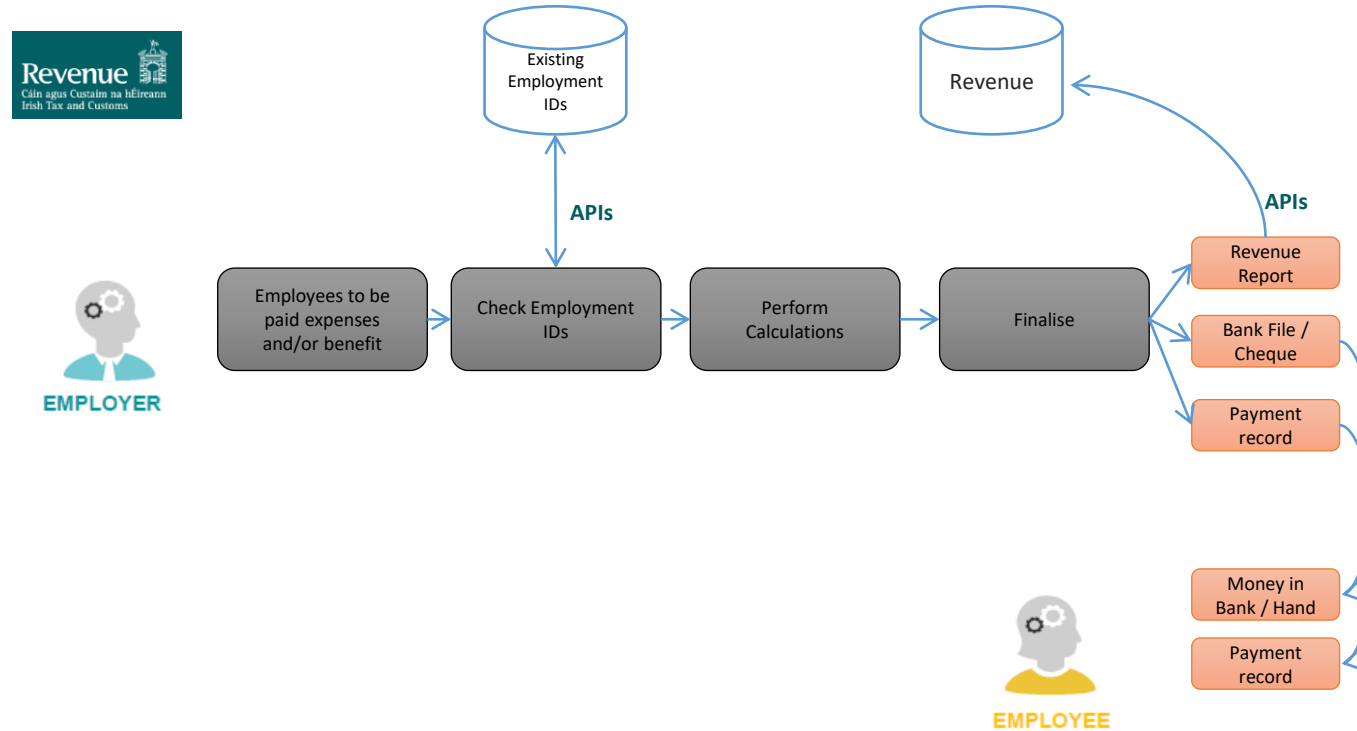 Revenue
Cáin agus Custaim na hÉireann
Irish Tax and Customs
Existing
Employment
IDs
Revenue
APIs
APIs
Employees to be
paid expenses
and/or benefit
Check Employment
IDs
Perform
Calculations
Finalise
Revenue
Report
Bank File /
Cheque
Payment
record
EMPLOYER
Money in
Bank / Hand
Payment
record
EMPLOYEE